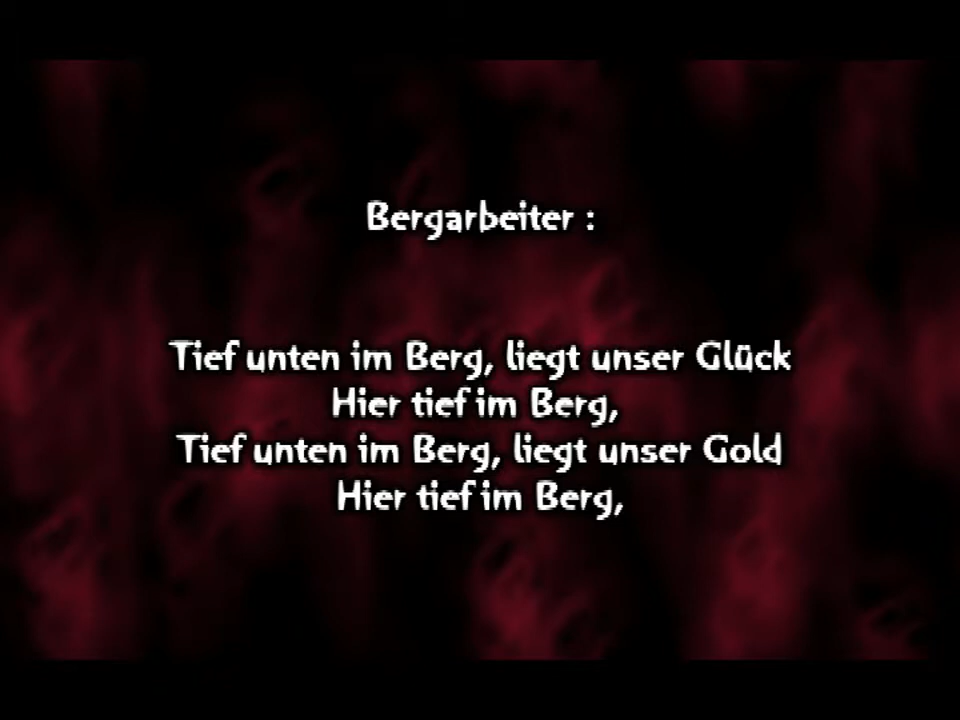 Bergarbeiter :
Tief unten im Berg, liegt unser Glück
Hier tief im Berg,
Tief unten im Berg, liegt unser Gold
Hier tief im Berg,